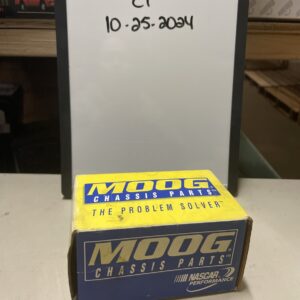 CT
10-25-2024
MOOG
CHASSIS PARTS
THE PROBLEM SOLVER
MOOG
CHASSIS PARTS
NASCAR
PERFORMANCE